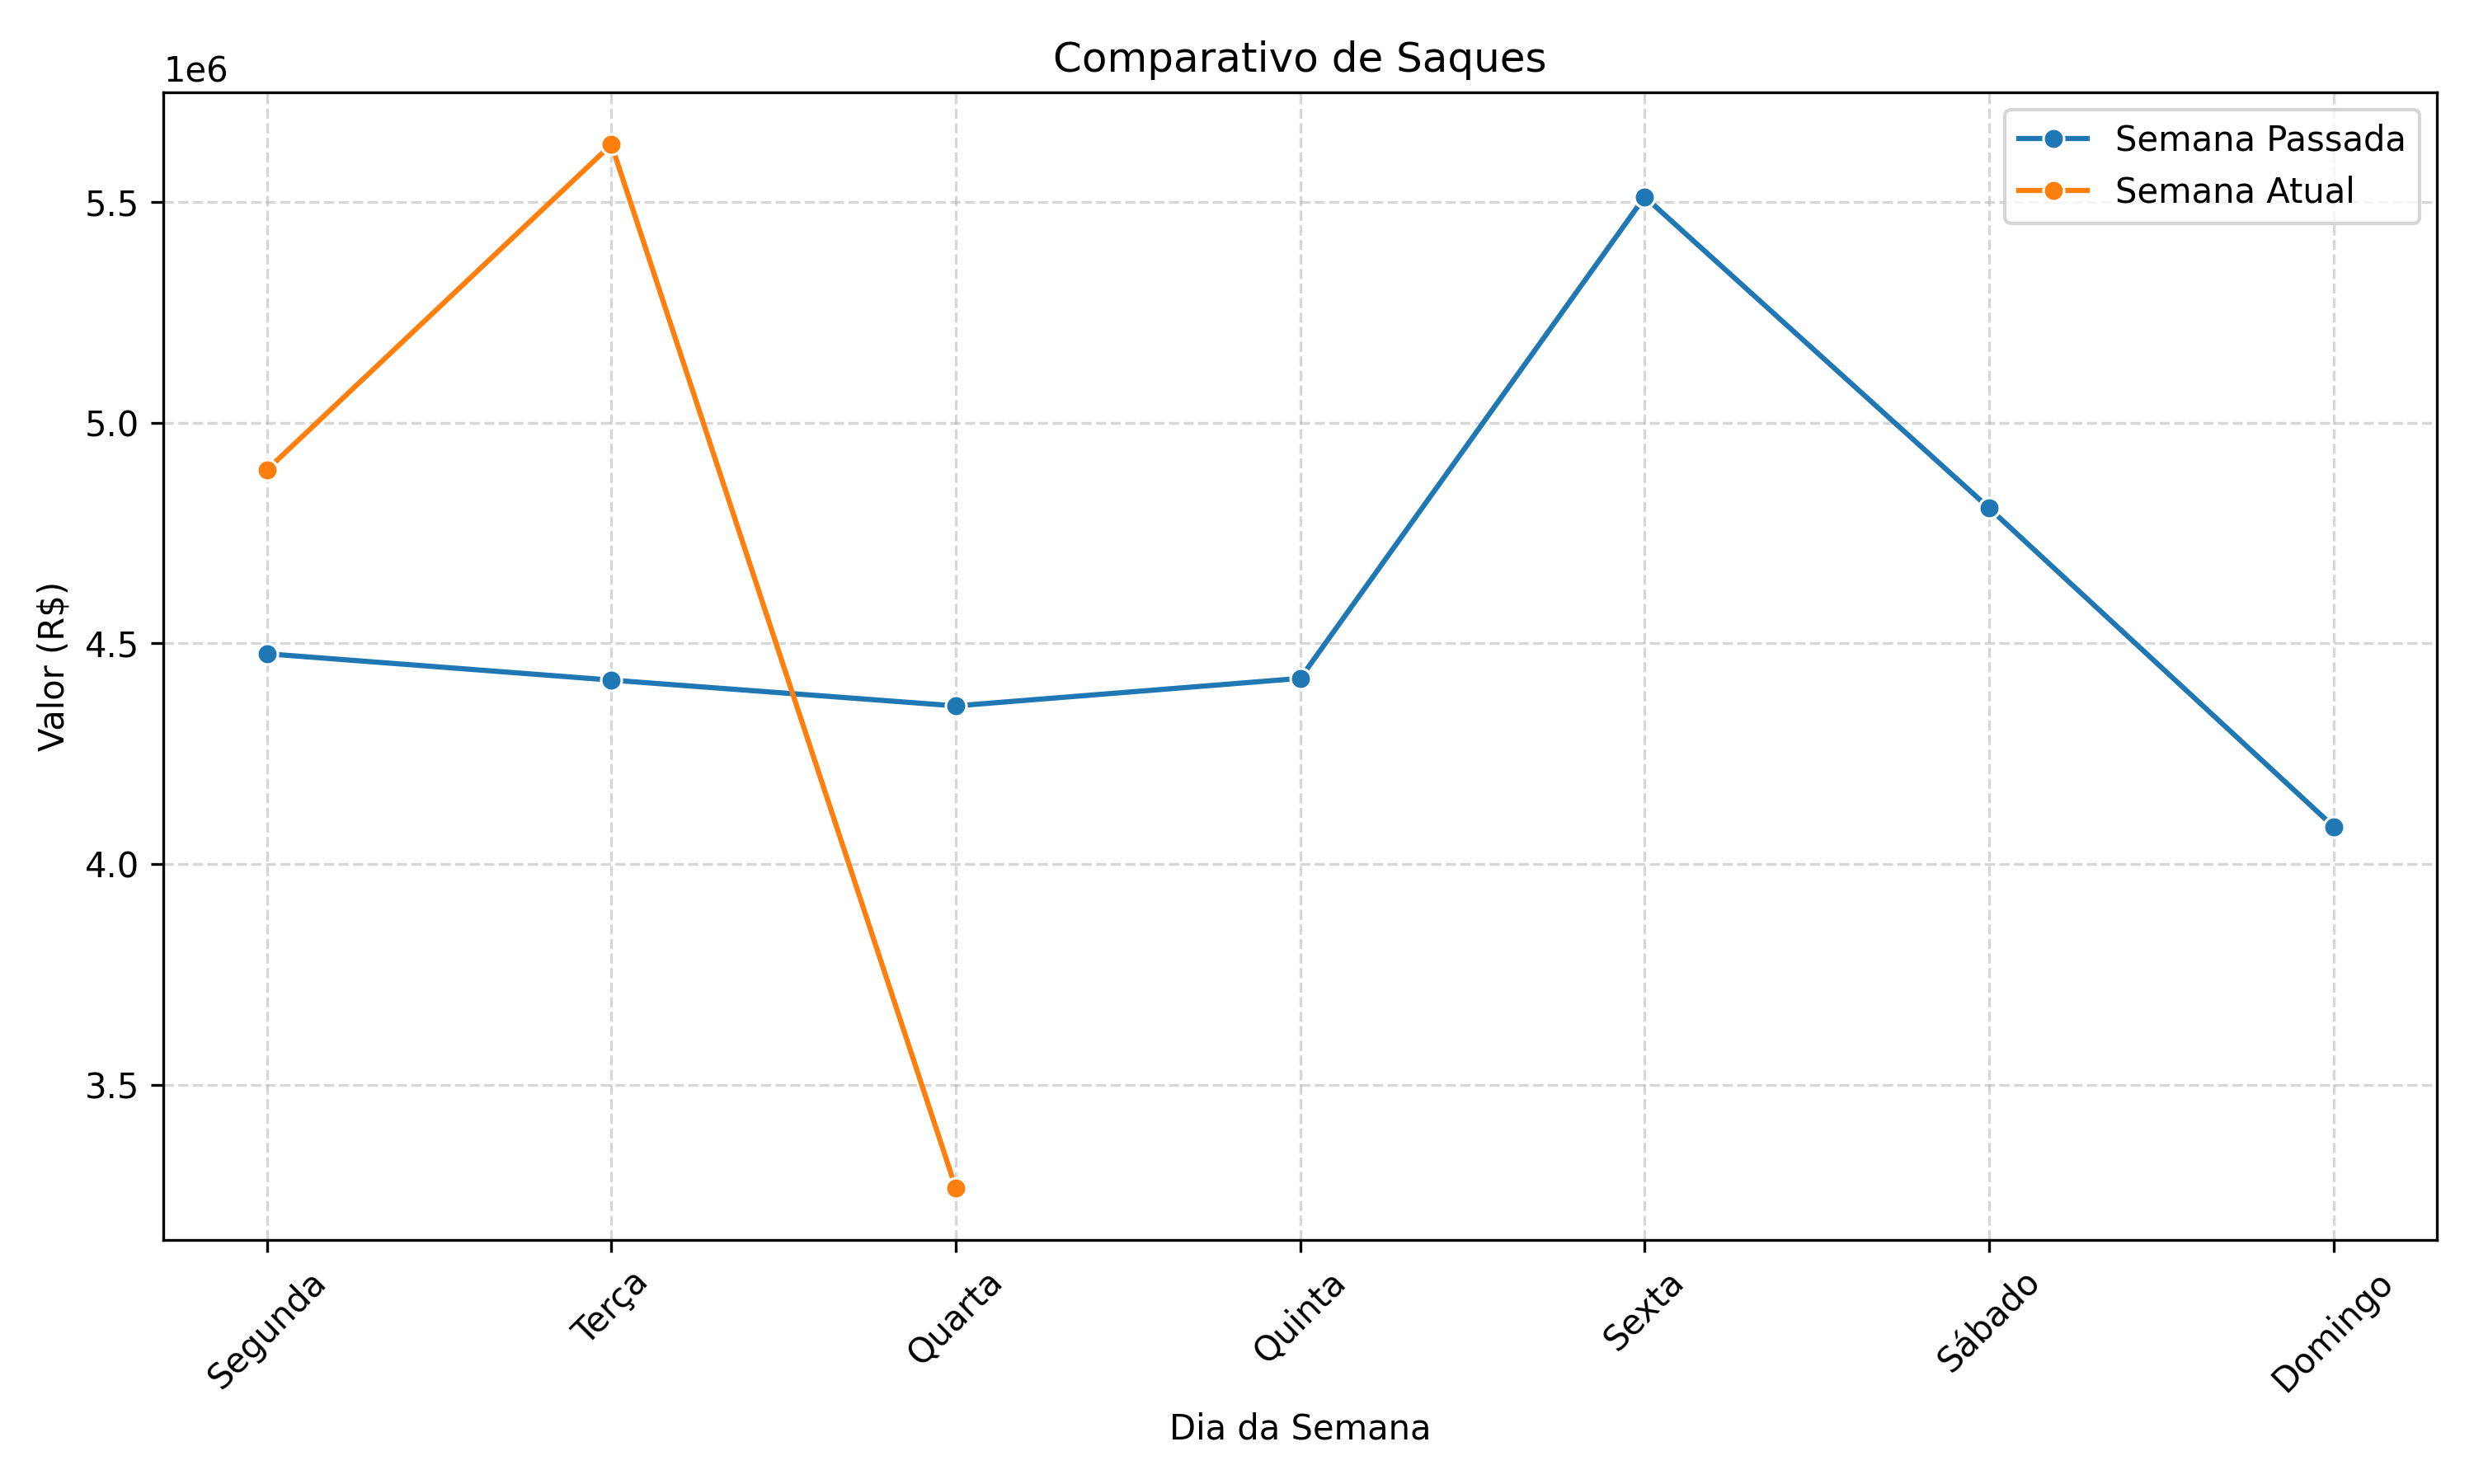 Comparativo de Saques
1e6
Semana Passada
Semana Atual
5.5
5.0
4.5
4.0
3.5
Valor (R$)
Segunda
Terça
Quarta
Quinta
Sexta
Sábado
Domingo
Dia da Semana